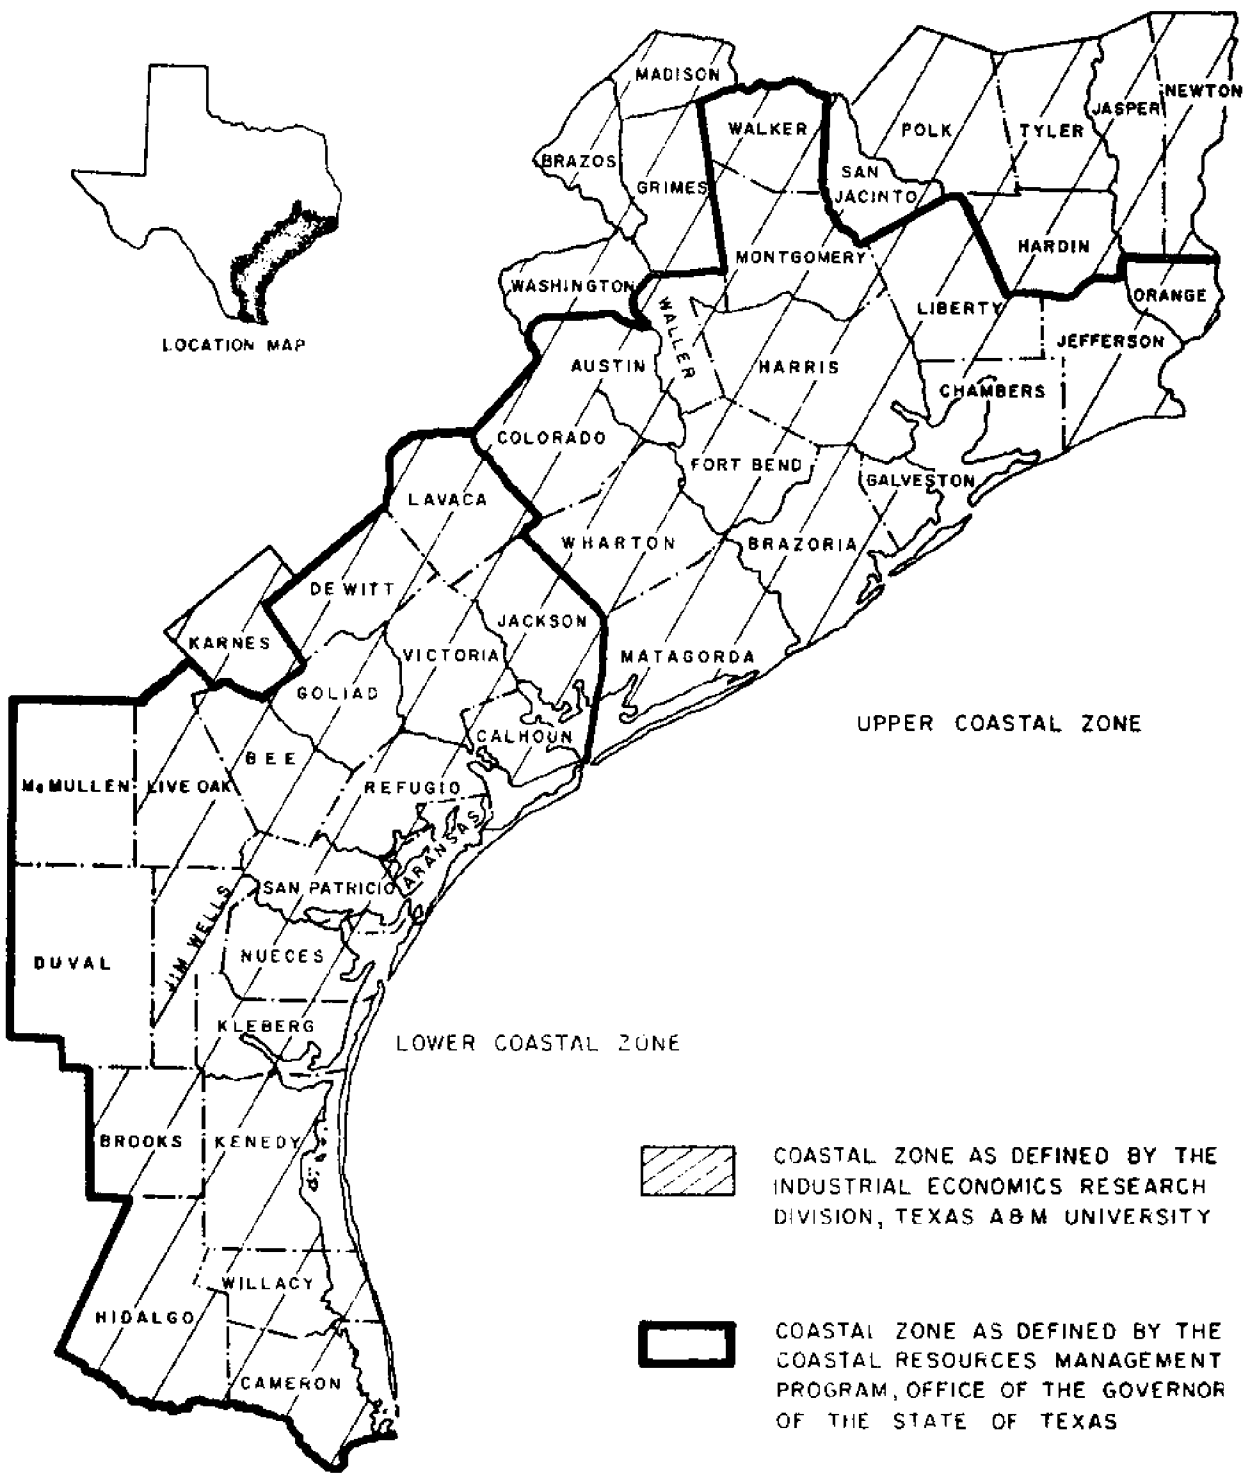 MADISON
NEWTON
JASPER
WALKER
POLK
TYLER
BRAZOS
SAN
JACINTO
GRIMES
HARDIN
MONTGOMERY
WASHINGTON
WALLER
LIBERTY
ORANGE
LOCATION MAP
JEFFERSON
AUSTIN
HARRIS
CHAMBERS
COLORADO
FORT BEND
GALVESTON
LAVACA
WHARTON
BRAZORIA
DE WITT
JACKSON
KARNES
VICTORIA
MATAGORDA
GOLIAD
UPPER COASTAL ZONE
CALHOUN
BEE
McMULLEN
LIVE OAK
REFUGIO
ARANSAS
SAN PATRICIO
JIM WELLS
NUECES
DUVAL
KLEBERG
LOWER COASTAL ZONE
BROOKS
KENEDY
COASTAL ZONE AS DEFINED BY THE
INDUSTRIAL ECONOMICS RESEARCH
DIVISION, TEXAS A&M UNIVERSITY
WILLACY
HIDALGO
CAMERON
COASTAL ZONE AS DEFINED BY THE
COASTAL RESOURCES MANAGEMENT
PROGRAM, OFFICE OF THE GOVERNOR
OF THE STATE OF TEXAS